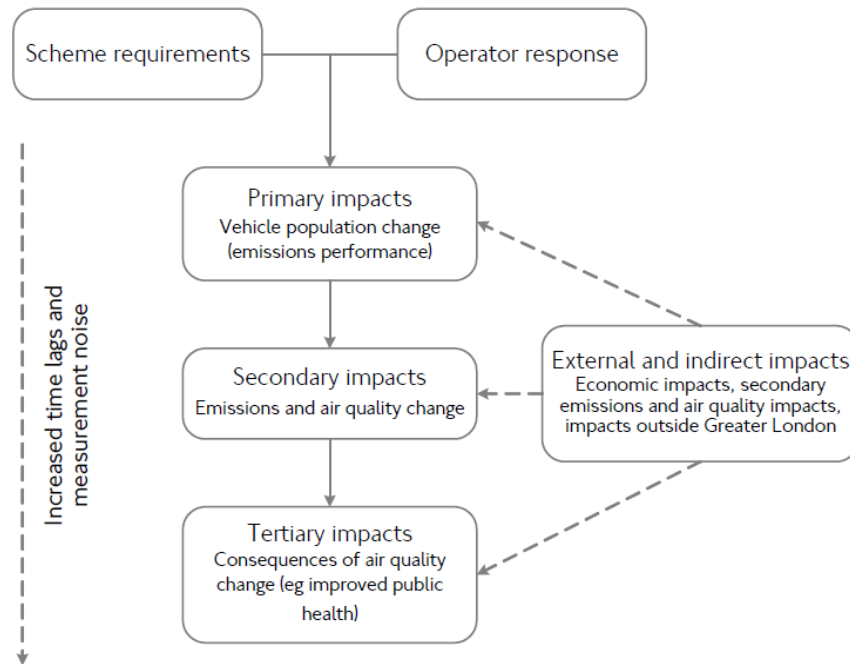 Scheme requirements
Operator response
Primary impacts
Vehicle population change
(emissions performance)
Increased time lags and
measurement noise
Secondary impacts
Emissions and air quality change
External and indirect impacts
Economic impacts, secondary
emissions and air quality impacts,
impacts outside Greater London
Tertiary impacts
Consequences of air quality
change (eg improved public
health)